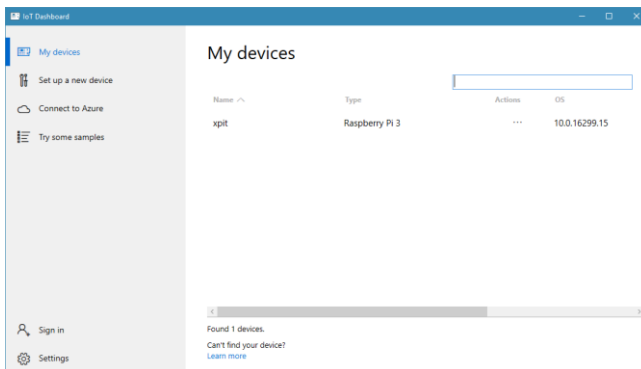 IoT Dashboard
My devices
Set up a new device
Connect to Azure
Try some samples
Sign in
Settings
My devices
Name Type Actions OS
xpit Raspberry Pi 3 ... 10.0.16299.15
Found 1 devices.
Can't find your device?
Learn more